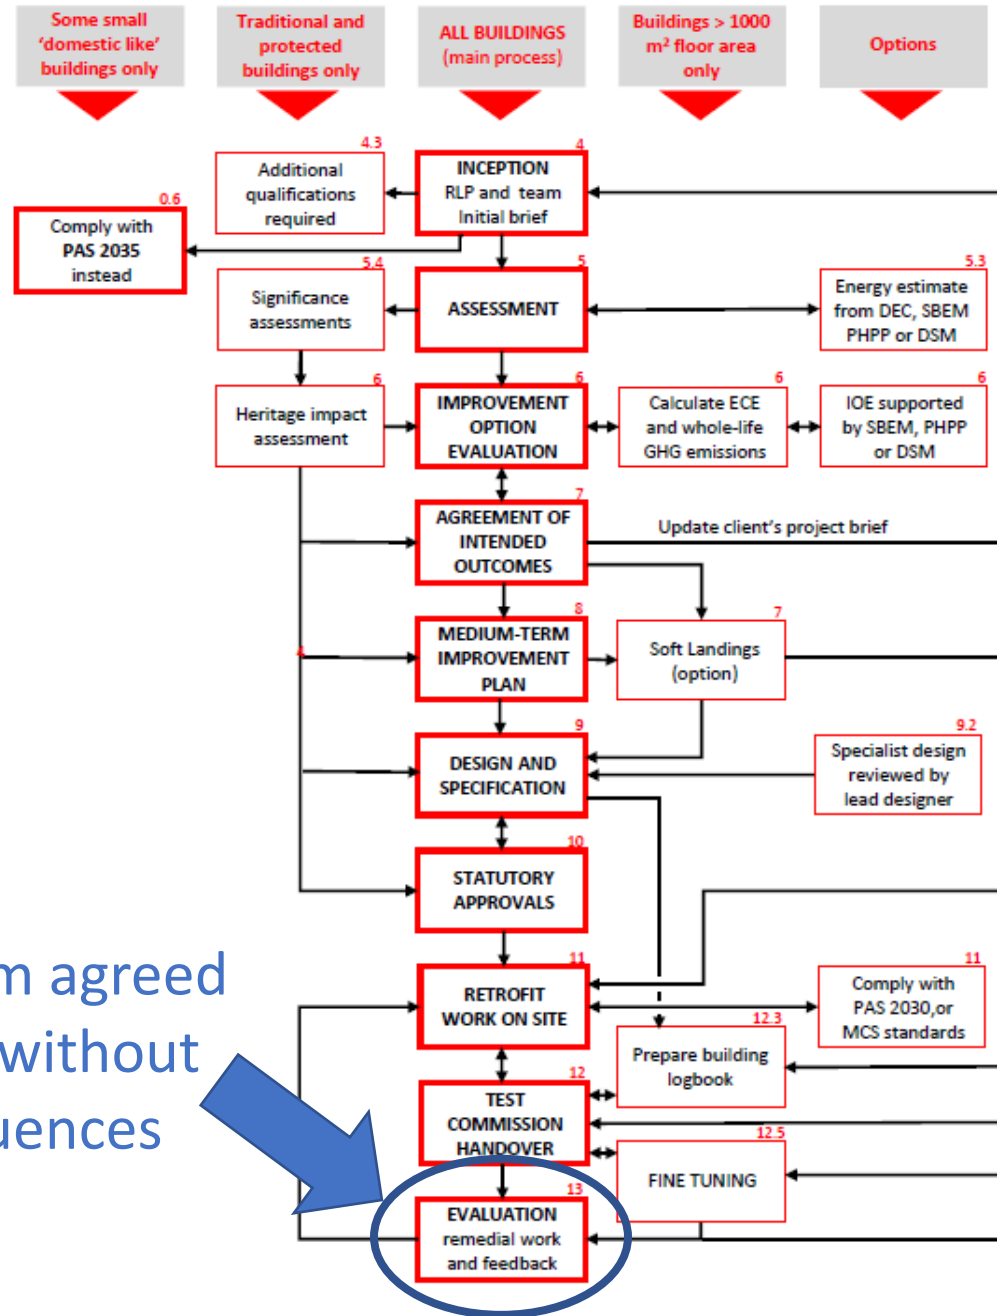 Some small
‘domestic like’
buildings only
Traditional and
protected
buildings only
ALL BUILDINGS
(main process)
Buildings > 1000
m² floor area
only
Options
4.3
Additional
qualifications
required
4
INCEPTION
RLP and team
Initial brief
0.6
Comply with
PAS 2035
instead
5.4
Significance
assessments
5
ASSESSMENT
5.3
Energy estimate
from DEC, SBEM
PHPP or DSM
6
Heritage impact
assessment
6
IMPROVEMENT
OPTION
EVALUATION
6
Calculate ECE
and whole-life
GHG emissions
6
IOE supported
by SBEM, PHPP
or DSM
7
AGREEMENT OF
INTENDED
OUTCOMES
Update client’s project brief
8
MEDIUM-TERM
IMPROVEMENT
PLAN
7
Soft Landings
(option)
4
9
DESIGN AND
SPECIFICATION
9.2
Specialist design
reviewed by
lead designer
10
STATUTORY
APPROVALS
m agreed
without
uences
11
RETROFIT
WORK ON SITE
11
Comply with
PAS 2030,or
MCS standards
12.3
Prepare building
logbook
12
TEST
COMMISSION
HANDOVER
12.5
FINE TUNING
13
EVALUATION
remedial work
and feedback